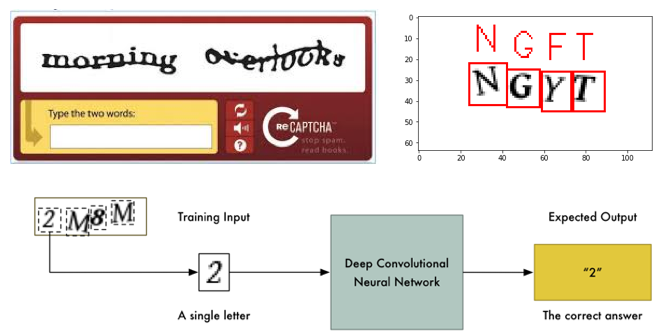 morning overlooks
Type the two words:
reCAPTCHA™
stop spam.
read books.
0
10
20
30
40
50
60
0 20 40 60 80 100
N G F T
N G Y T
2 M 8 M
Training Input
2
A single letter
Deep Convolutional
Neural Network
Expected Output
"2"
The correct answer